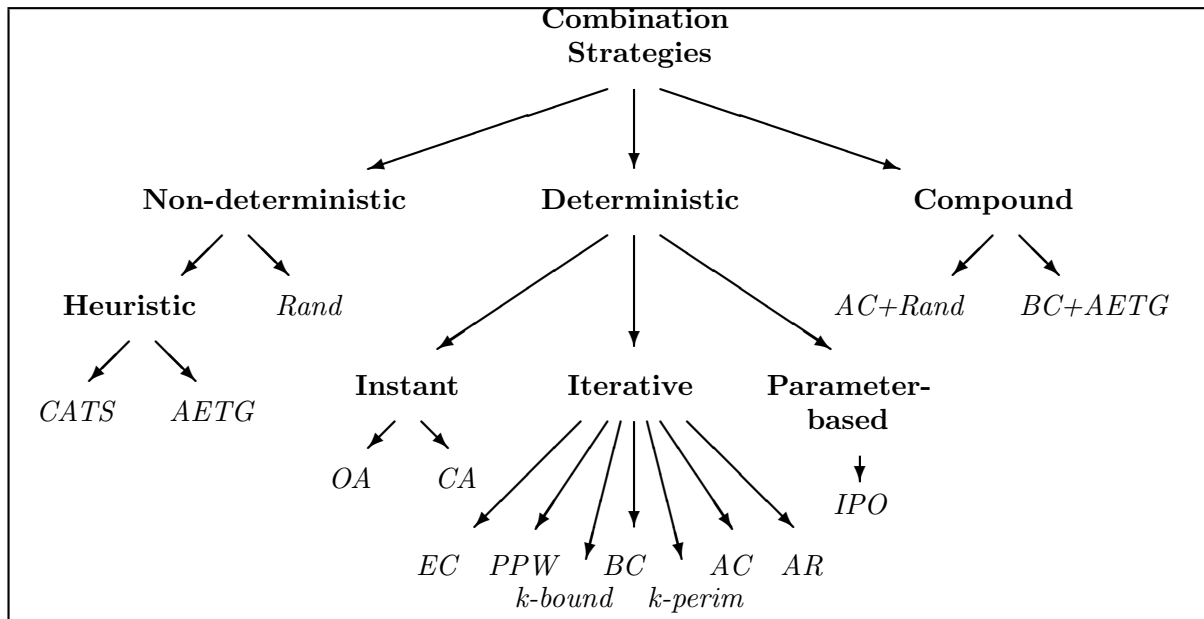 Combination
Strategies
Non-deterministic Deterministic Compound
Heuristic Rand AC+Rand BC+AETG
Instant Iterative Parameter-
based
CATS AETG
OA CA
IPO
EC PPW BC AC AR
k-bound k-perim